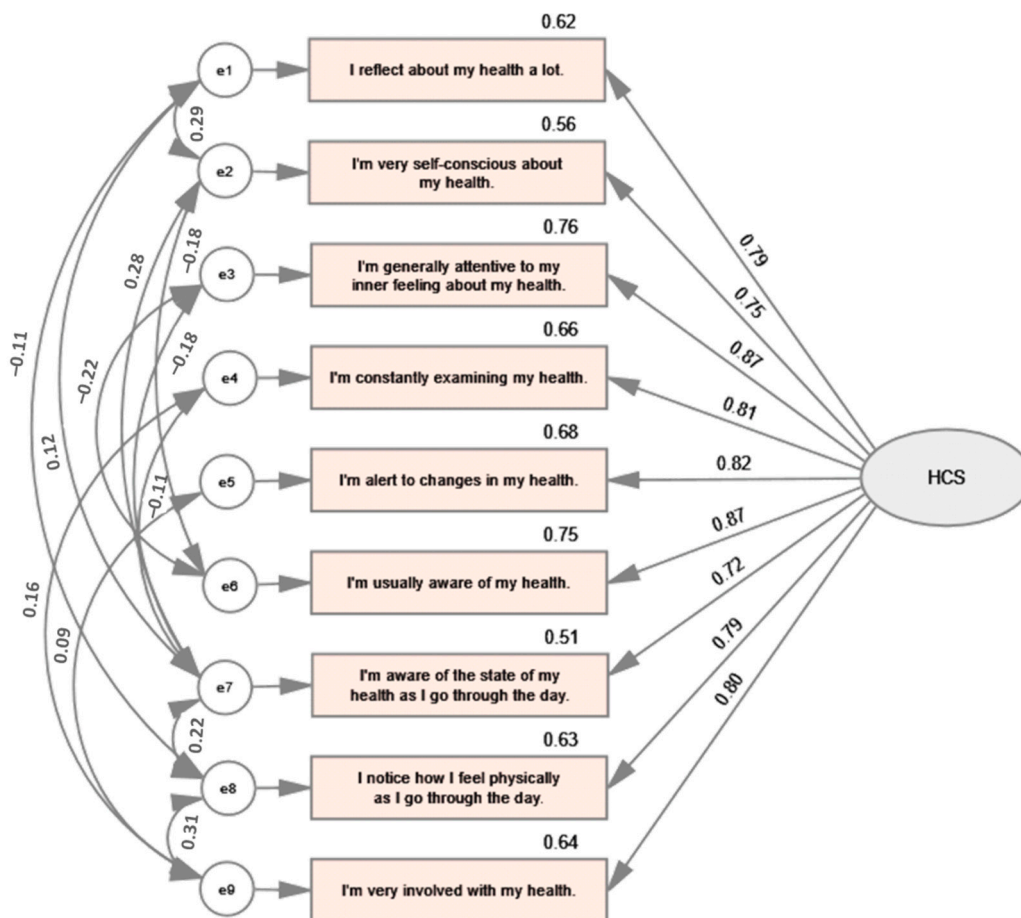 0.62
e1
I reflect about my health a lot.
0.29
0.56
e2
I'm very self-conscious about
my health.
0.76
e3
I'm generally attentive to my
inner feeling about my health.
0.79
−0.18
0.28
0.75
0.66
e4
I'm constantly examining my health.
0.87
−0.11
−0.18
−0.22
0.81
0.68
e5
I'm alert to changes in my health.
0.82
HCS
0.12
−0.11
0.75
e6
I'm usually aware of my health.
0.87
0.72
0.16
0.09
0.51
e7
I'm aware of the state of my
health as I go through the day.
0.79
0.80
0.22
0.63
e8
I notice how I feel physically
as I go through the day.
0.31
0.64
e9
I'm very involved with my health.